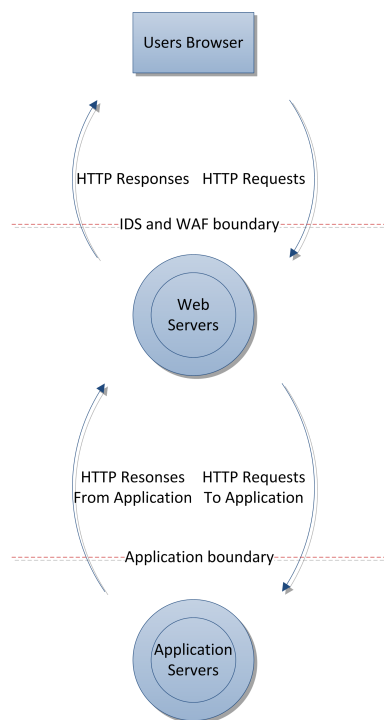 Users Browser
HTTP Responses
HTTP Requests
IDS and WAF boundary
Web
Servers
HTTP Resonses
From Application
HTTP Requests
To Application
Application boundary
Application
Servers